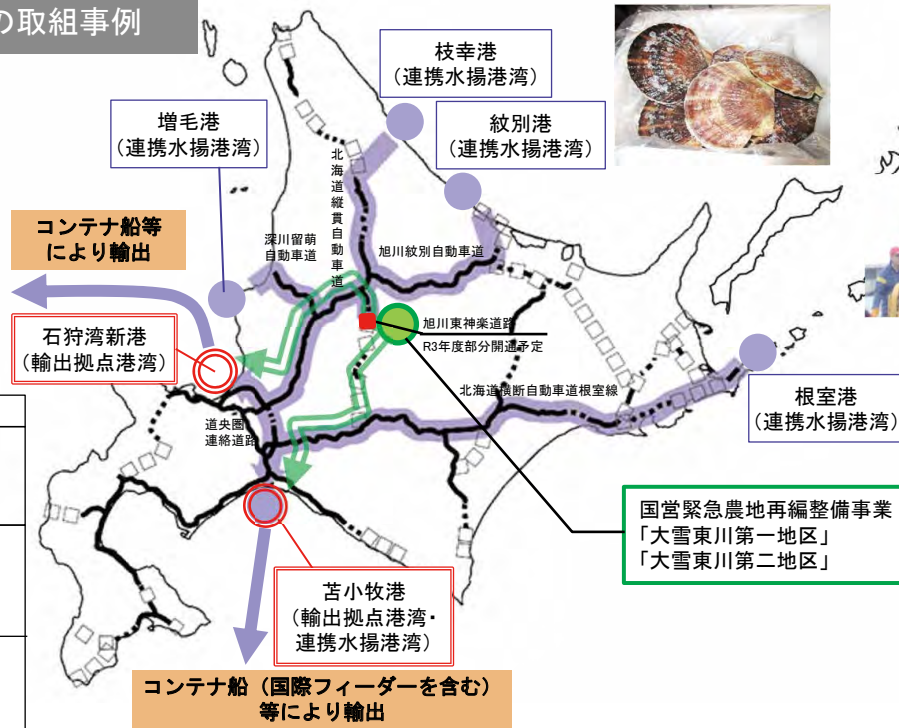 の取組事例
枝幸港
（連携水揚港湾）
紋別港
（連携水揚港湾）
増毛港
（連携水揚港湾）
北海道縦貫自動車道
コンテナ船等
により輸出
深川留萌
自動車道
旭川紋別自動車道
石狩湾新港
（輸出拠点港湾）
旭川東神楽道路
R3年度部分開通予定
北海道横断自動車道根室線
根室港
（連携水揚港湾）
道央圏
連絡道路
国営緊急農地再編整備事業
「大雪東川第一地区」
「大雪東川第二地区」
苫小牧港
（輸出拠点港湾・
連携水揚港湾）
コンテナ船（国際フィーダーを含む）
等により輸出